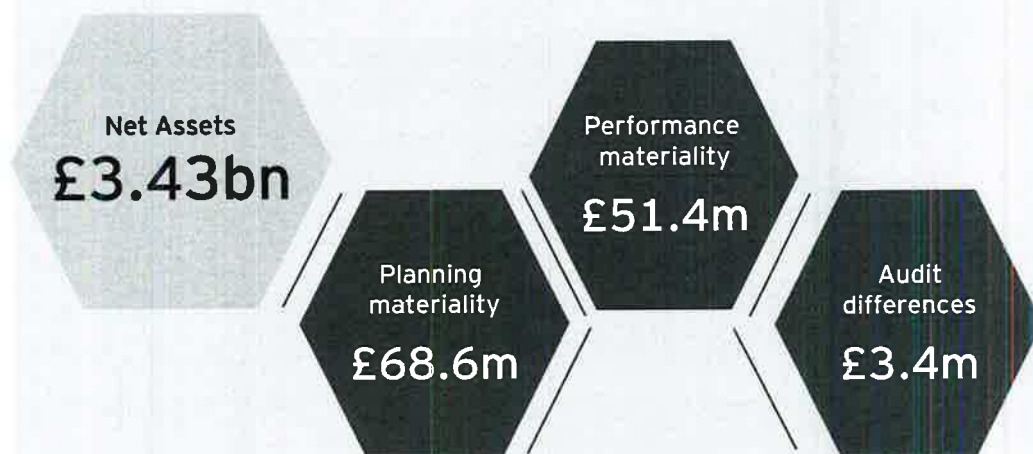 Net Assets
£3.43bn
Planning
materiality
£68.6m
Performance
materiality
£51.4m
Audit
differences
£3.4m